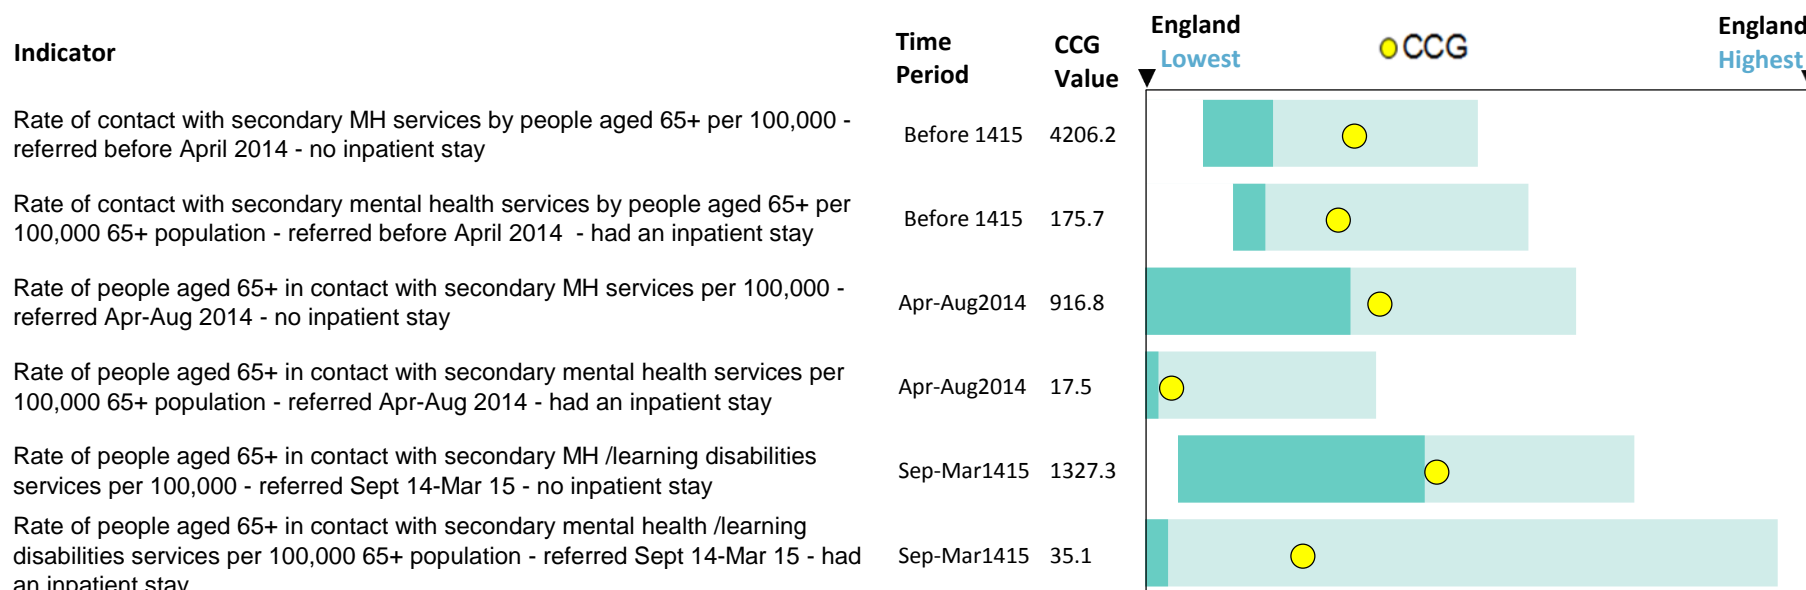 Indicator
Time Period
CCG Value
England Lowest
CCG
England Highest
Rate of contact with secondary MH services by people aged 65+ per 100,000 -
referred before April 2014 - no inpatient stay
Before 1415 4206.2
Rate of contact with secondary mental health services by people aged 65+ per
100,000 65+ population - referred before April 2014 - had an inpatient stay
Before 1415 175.7
Rate of people aged 65+ in contact with secondary MH services per 100,000 -
referred Apr-Aug 2014 - no inpatient stay
Apr-Aug2014 916.8
Rate of people aged 65+ in contact with secondary mental health services per
100,000 65+ population - referred Apr-Aug 2014 - had an inpatient stay
Apr-Aug2014 17.5
Rate of people aged 65+ in contact with secondary MH /learning disabilities
services per 100,000 - referred Sept 14-Mar 15 - no inpatient stay
Sep-Mar1415 1327.3
Rate of people aged 65+ in contact with secondary mental health /learning
disabilities services per 100,000 65+ population - referred Sept 14-Mar 15 - had
an inpatient stay
Sep-Mar1415 35.1